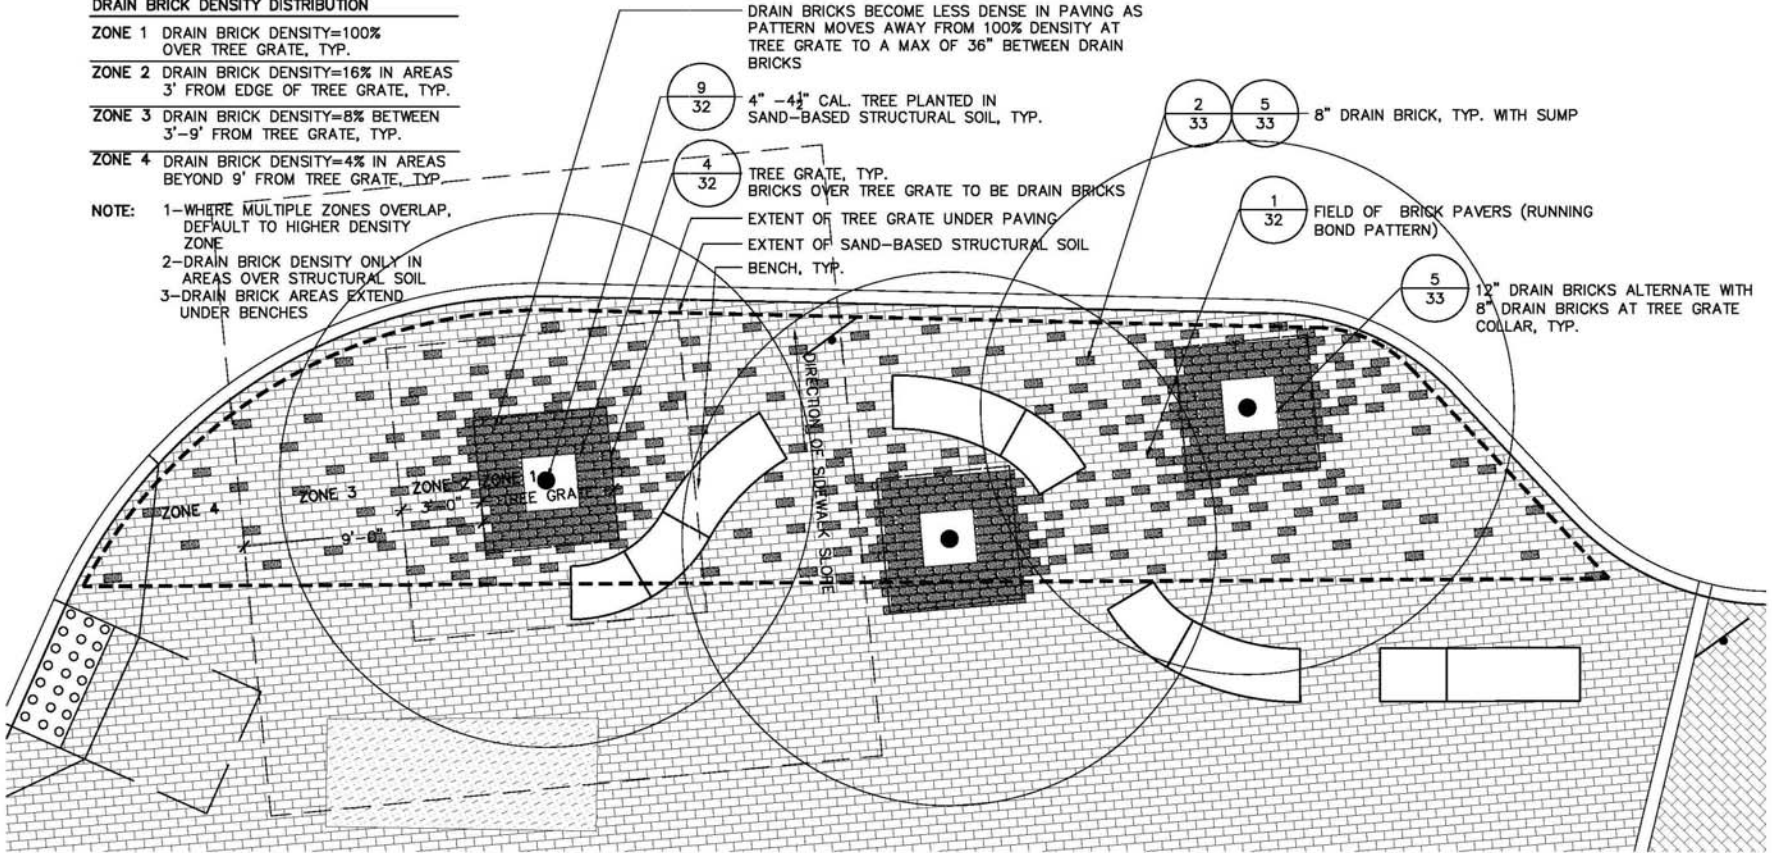 DRAIN BRICK DENSITY DISTRIBUTION
ZONE 1 DRAIN BRICK DENSITY=100%
OVER TREE GRATE, TYP.
ZONE 2 DRAIN BRICK DENSITY=16% IN AREAS
3' FROM EDGE OF TREE GRATE, TYP.
ZONE 3 DRAIN BRICK DENSITY=8% BETWEEN
3'-9' FROM TREE GRATE, TYP.
ZONE 4 DRAIN BRICK DENSITY=4% IN AREAS
BEYOND 9' FROM TREE GRATE, TYP.
NOTE: 1-WHERE MULTIPLE ZONES OVERLAP,
DEFAULT TO HIGHER DENSITY
ZONE
2-DRAIN BRICK DENSITY ONLY IN
AREAS OVER STRUCTURAL SOIL
3-DRAIN BRICK AREAS EXTEND
UNDER BENCHES
DRAIN BRICKS BECOME LESS DENSE IN PAVING AS
PATTERN MOVES AWAY FROM 100% DENSITY AT
TREE GRATE TO A MAX OF 36" BETWEEN DRAIN
BRICKS
9
32
4" -4½" CAL. TREE PLANTED IN
SAND-BASED STRUCTURAL SOIL, TYP.
4
32
TREE GRATE, TYP.
BRICKS OVER TREE GRATE TO BE DRAIN BRICKS
EXTENT OF TREE GRATE UNDER PAVING
EXTENT OF SAND-BASED STRUCTURAL SOIL
BENCH, TYP.
2
33
5
33
8" DRAIN BRICK, TYP. WITH SUMP
1
32
FIELD OF BRICK PAVERS (RUNNING
BOND PATTERN)
5
33
12" DRAIN BRICKS ALTERNATE WITH
8" DRAIN BRICKS AT TREE GRATE
COLLAR, TYP.
DIRECTION OF SIDEWALK SLOPE
ZONE 4
ZONE 3
ZONE 2
ZONE 1
3'-0"
TREE GRATE
9'-0"